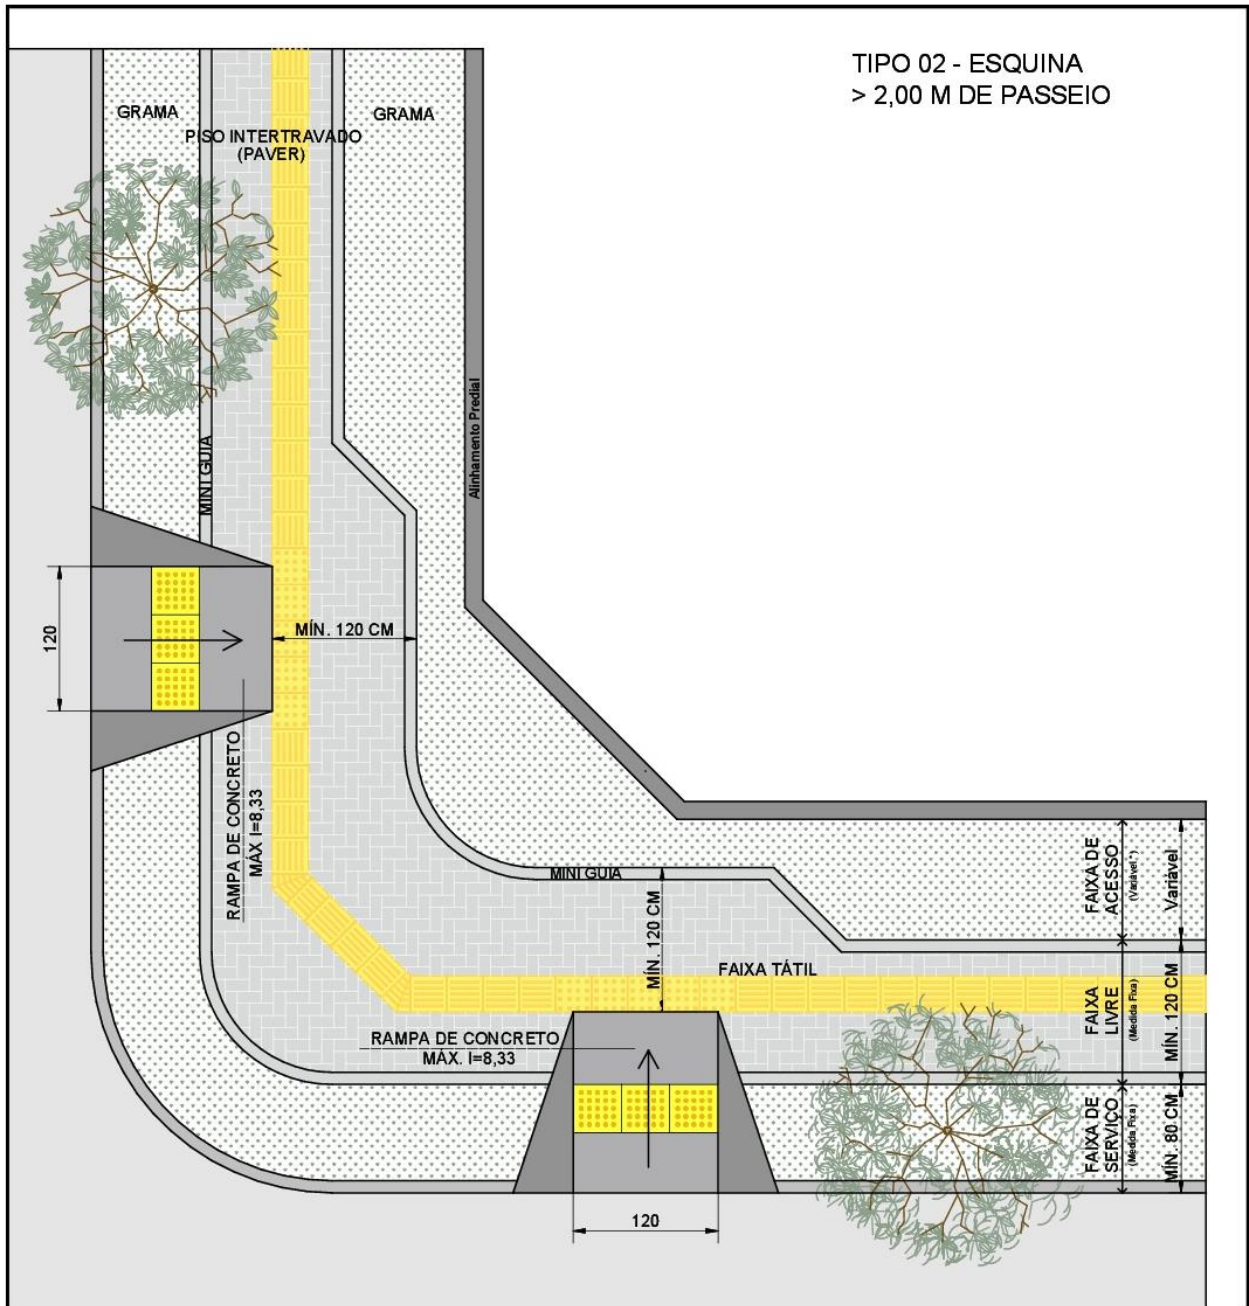 TIPO 02 - ESQUINA
> 2,00 M DE PASSEIO
GRAMA
PISO INTERTRAVADO
(PAVER)
GRAMA
Alinhamento Predial
MINI GUIA
120
MÍN. 120 CM
RAMPA DE CONCRETO
MÁX I=8,33
MINI GUIA
MÍN. 120 CM
FAIXA TÁTIL
RAMPA DE CONCRETO
MÁX. I=8,33
120
FAIXA DE
ACESSO
(Variável*)
Variável
FAIXA
LIVRE
(Medida Fixa)
MÍN. 120 CM
FAIXA DE
SERVIÇO
(Medida Fixa)
MÍN. 80 CM